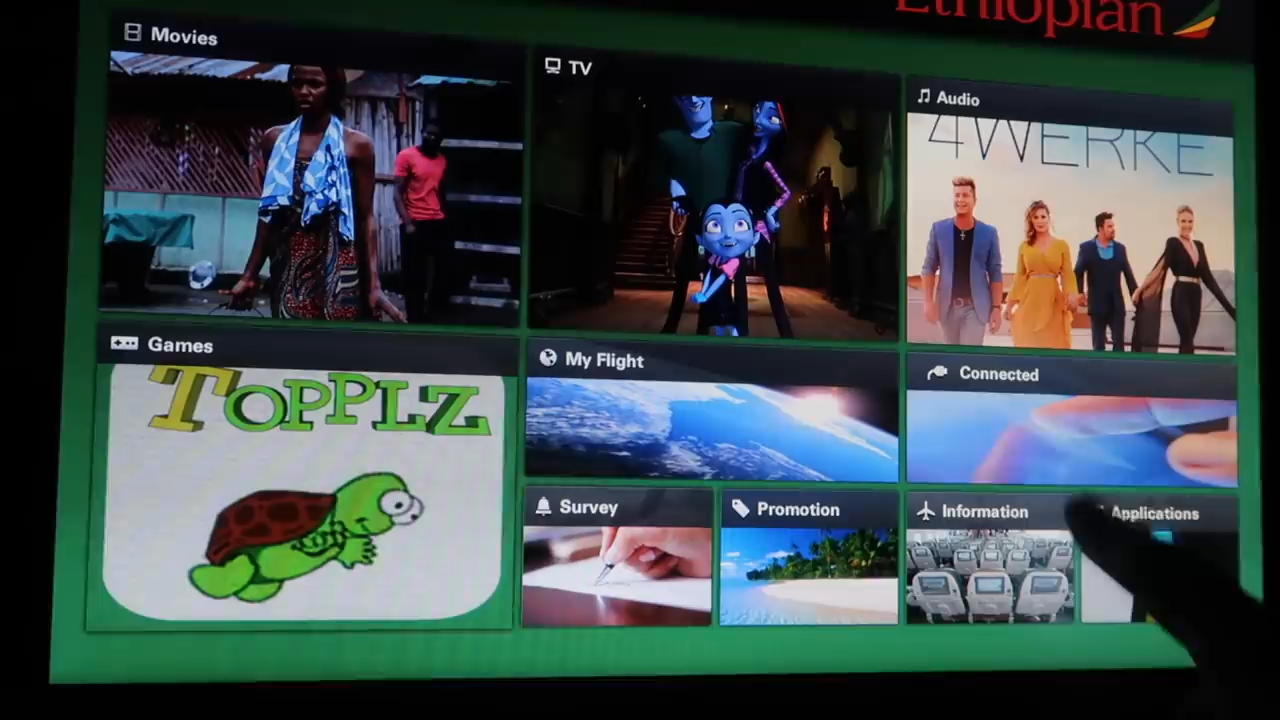 Ethiopian
Movies
TV
Audio
4WERKE
Games
TOPPLZ
My Flight
Connected
Survey
Promotion
Information
Applications